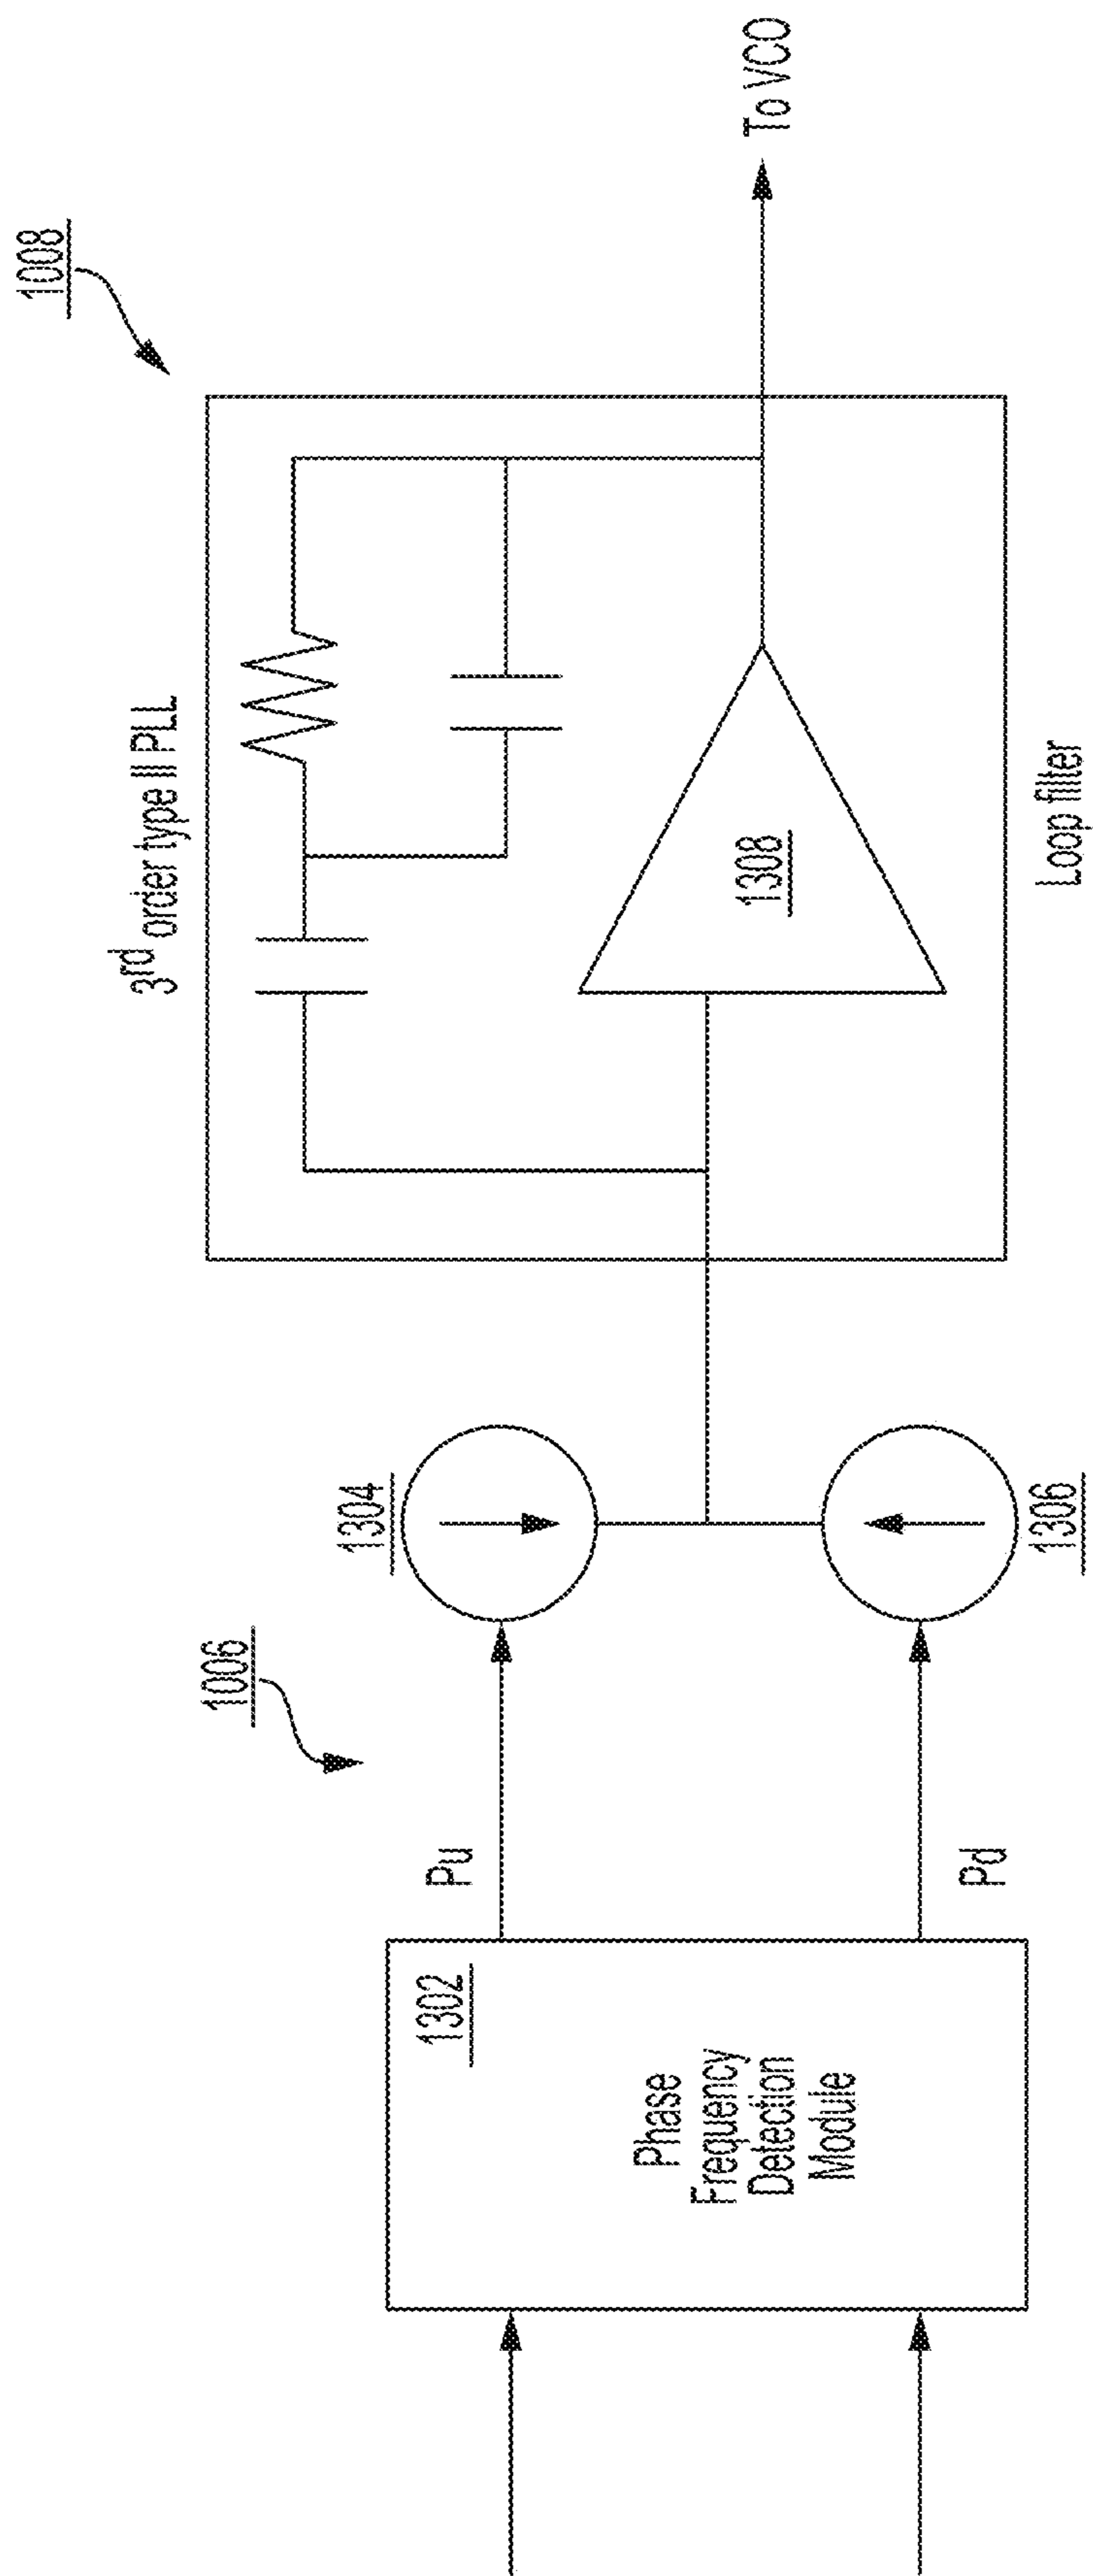 1008
3rd order type II PLL
To VCO
1308
Loop filter
1304
1006
1306
Pu
Pd
1302
Phase
Frequency
Detection
Module